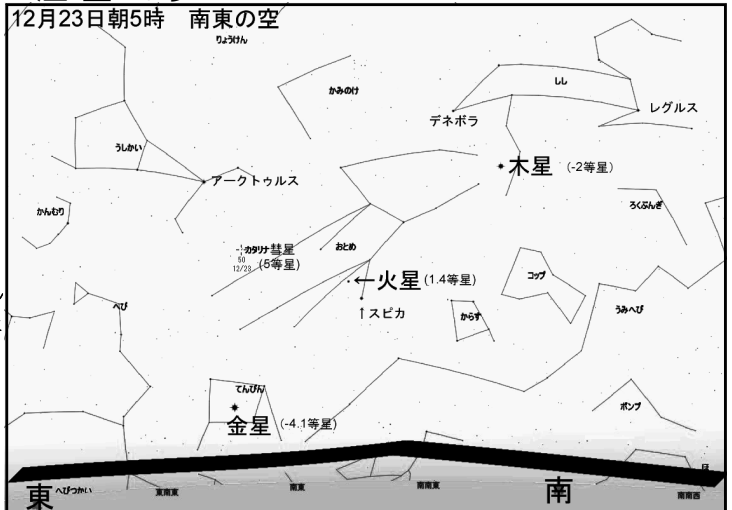 12月23日朝5時 南東の空
りょうけん
かみのけ
しし
デネボラ
レグルス
うしかい
アークトゥルス
木星 (-2等星)
かんむり
ろくぶんぎ
カタリナ彗星
50
12/23
(5等星)
おとめ
←火星(1.4等星)
コップ
へび
↑スピカ
からす
うみへび
てんびん
金星 (-4.1等星)
ポンプ
ほ
東
へびつかい
東南東
南東
南南東
南
南南西